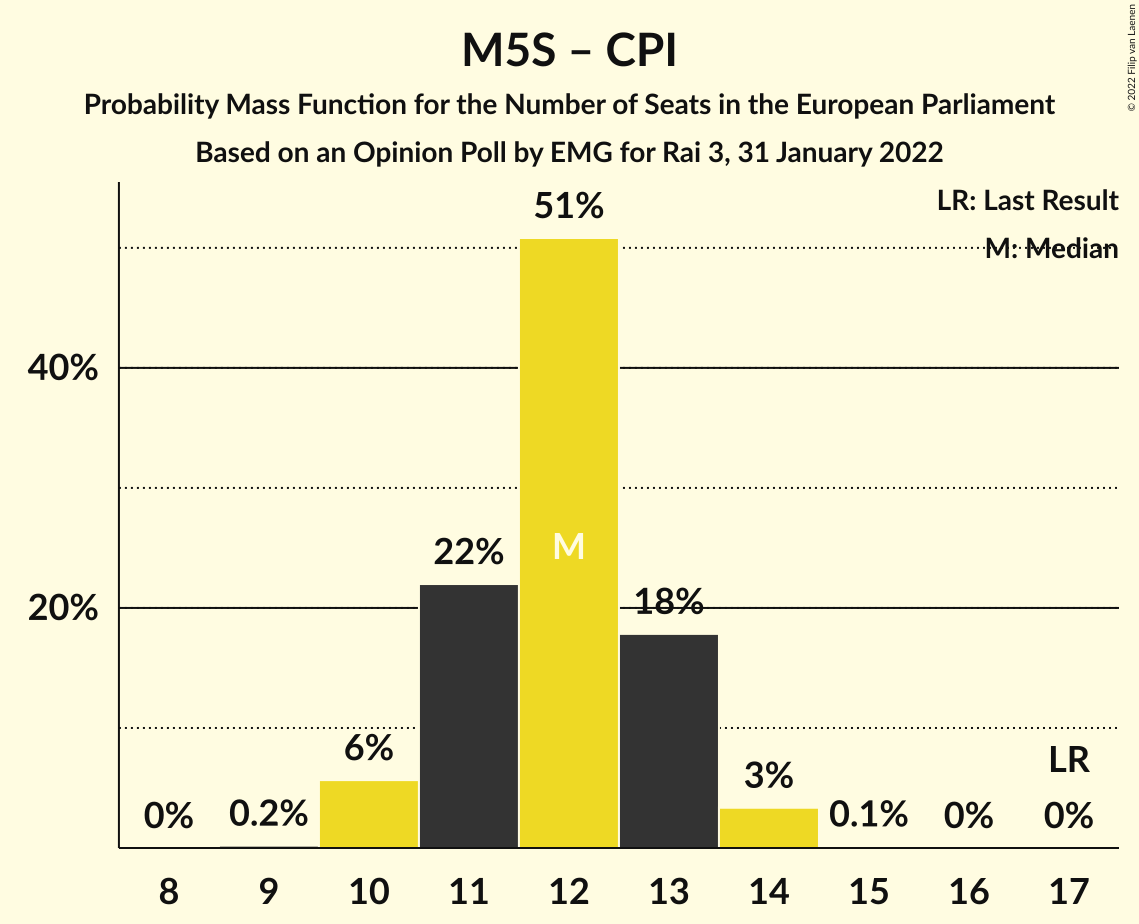 M5S – CPI
Probability Mass Function for the Number of Seats in the European Parliament
Based on an Opinion Poll by EMG for Rai 3, 31 January 2022
© 2022 Filip van Laenen
LR: Last Result
M: Median
51%
40%
22%
M
20%
18%
6%
3%
LR
0%
0.2%
0.1%
0%
0%
8 9 10 11 12 13 14 15 16 17